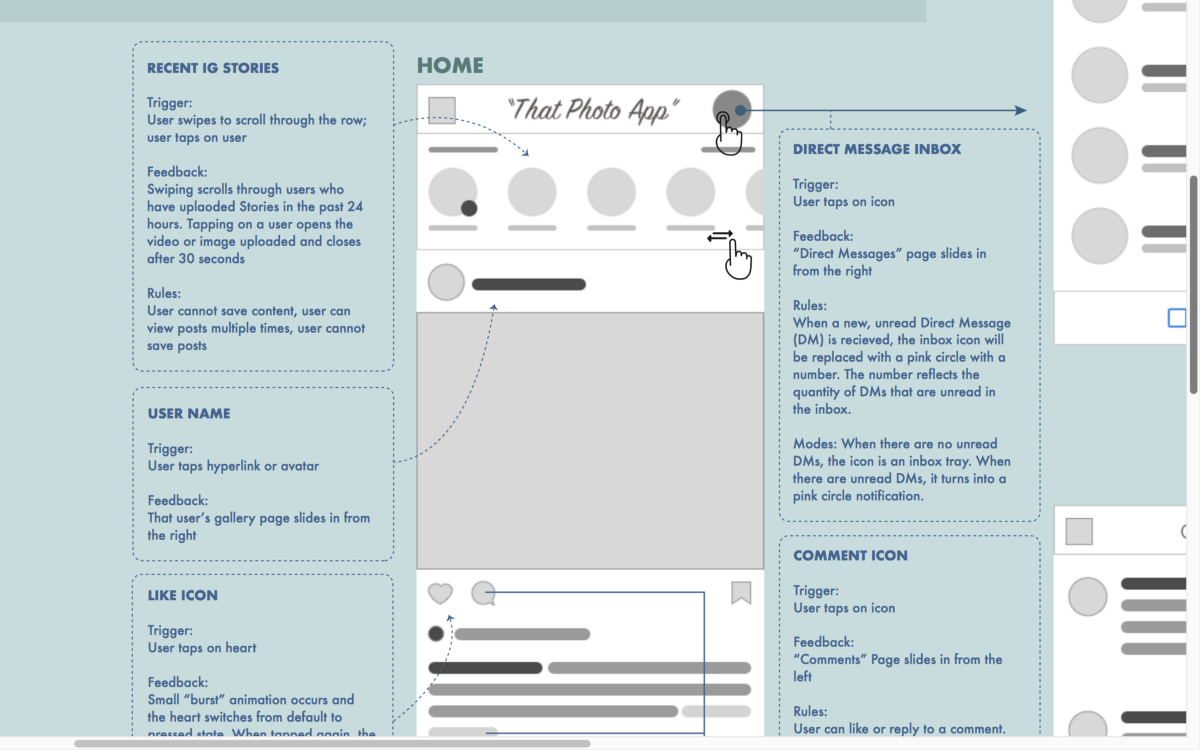 RECENT IG STORIES
Trigger:
User swipes to scroll through the row;
user taps on user
Feedback:
Swiping scrolls through users who
have uplaoded Stories in the past 24
hours. Tapping on a user opens the
video or image uploaded and closes
after 30 seconds
Rules:
User cannot save content, user can
view posts multiple times, user cannot
save posts
USER NAME
Trigger:
User taps hyperlink or avatar
Feedback:
That user’s gallery page slides in from
the right
LIKE ICON
Trigger:
User taps on heart
Feedback:
Small “burst” animation occurs and
the heart switches from default to
pressed state. When tapped again, the
HOME
“That Photo App”
DIRECT MESSAGE INBOX
Trigger:
User taps on icon
Feedback:
“Direct Messages” page slides in
from the right
Rules:
When a new, unread Direct Message
(DM) is recieved, the inbox icon will
be replaced with a pink circle with a
number. The number reflects the
quantity of DMs that are unread in
the inbox.
Modes: When there are no unread
DMs, the icon is an inbox tray. When
there are unread DMs, it turns into a
pink circle notification.
COMMENT ICON
Trigger:
User taps on icon
Feedback:
“Comments” Page slides in from the
left
Rules:
User can like or reply to a comment.